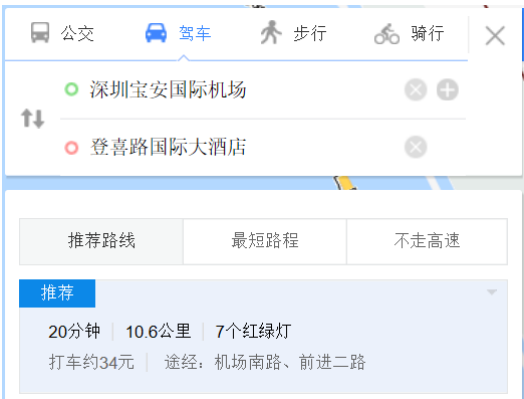 公交 驾车 步行 骑行
深圳宝安国际机场
登喜路国际大酒店
推荐路线 最短路程 不走高速
推荐
20分钟 10.6公里 7个红绿灯
打车约34元 途经：机场南路、前进二路